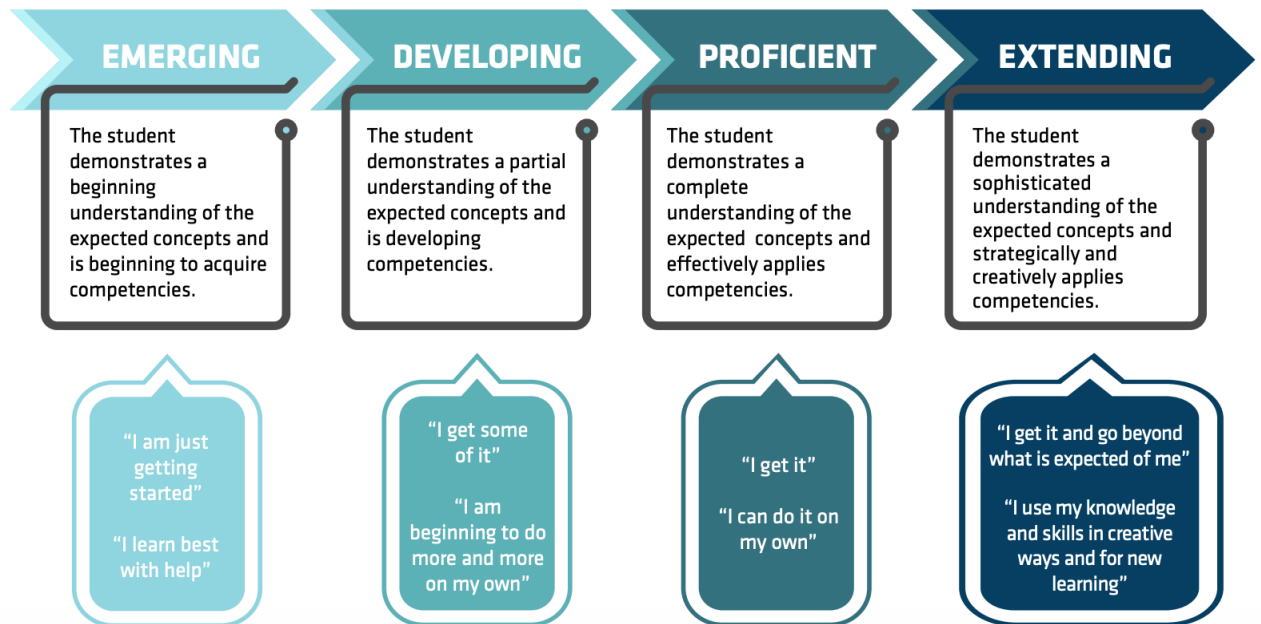 EMERGING
DEVELOPING
PROFICIENT
EXTENDING
The student
demonstrates a
beginning
understanding of the
expected concepts and
is beginning to acquire
competencies.
The student
demonstrates a partial
understanding of the
expected concepts and
is developing
competencies.
The student
demonstrates a
complete
understanding of the
expected concepts and
effectively applies
competencies.
The student
demonstrates a
sophisticated
understanding of the
expected concepts and
strategically and
creatively applies
competencies.
“I am just
getting
started”
“I learn best
with help”
“I get some
of it”
“I am
beginning to do
more and more
on my own”
“I get it”
“I can do it on
my own”
“I get it and go beyond
what is expected of me”
“I use my knowledge
and skills in creative
ways and for new
learning”